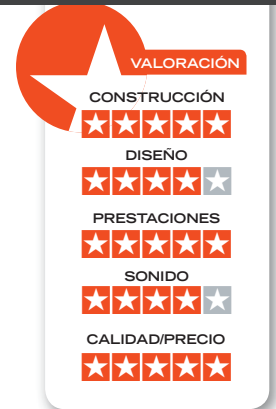 VALORACIÓN
CONSTRUCCIÓN
DISEÑO
PRESTACIONES
SONIDO
CALIDAD/PRECIO